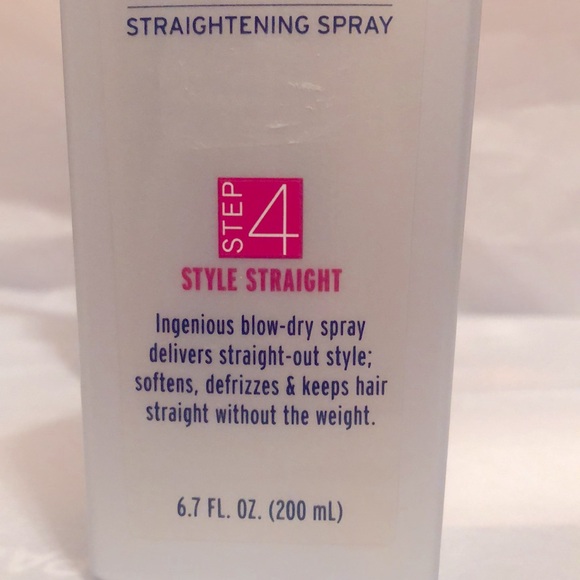 STRAIGHTENING SPRAY
STEP 4
STYLE STRAIGHT
Ingenious blow-dry spray
delivers straight-out style;
softens, defrizzes & keeps hair
straight without the weight.
6.7 FL. OZ. (200 mL)